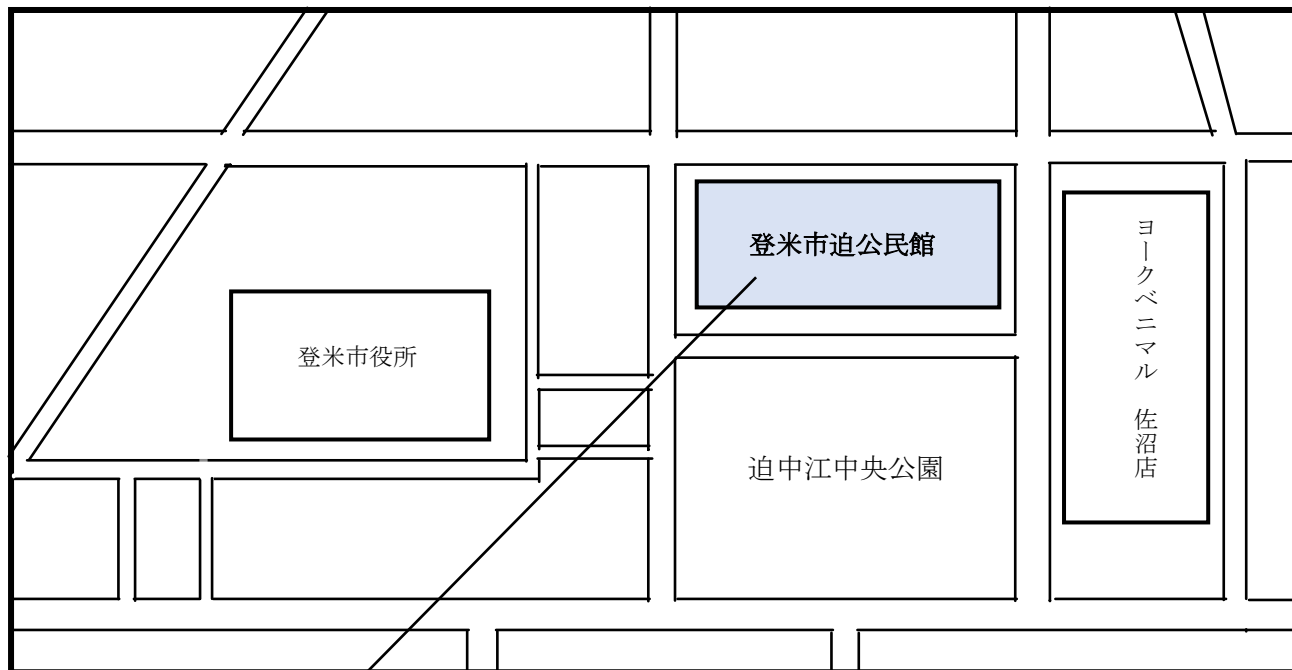 登米市迫公民館
登米市役所
迫中江中央公園
ヨークベニマル 佐沼店